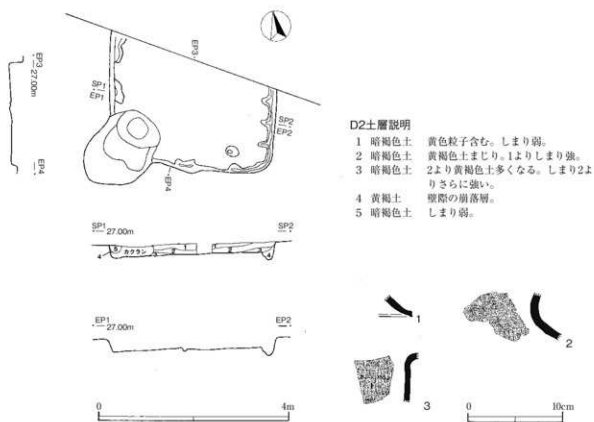 EP3
27.00m
EP4
EP3
SP1
EP1
SP2
EP2
EP4
D2土層説明
1 暗褐色土 黄色粒子含む。しまり弱。
2 暗褐色土 黄褐色土まじり。1よりしまり強。
3 暗褐色土 2より黄褐色土多くなる。しまり2よ
りさらに強い。
4 黄褐土 壁際の崩落層。
5 暗褐色土 しまり弱。
SP1 27.00m SP2
4 5 カクラン 3 1 2 4
EP1 27.00m EP2
0 4m
1
2
3
0 10cm